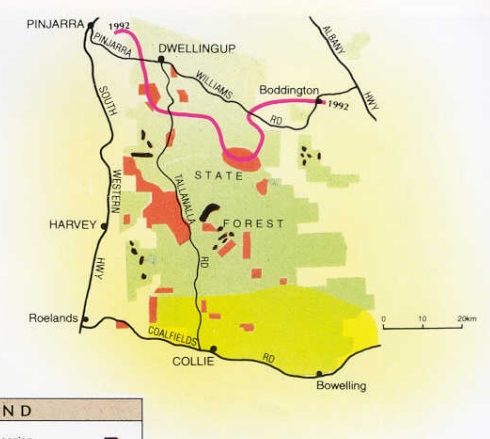 PINJARRA
1992
PINJARRA
DWELLINGUP
WILLIAMS
RD
ALBANY
HWY
Boddington
1992
SOUTH
WESTERN
HWY
STATE
FOREST
TALLANALLA
RD
HARVEY
Roelands
COALFIELDS
RD
COLLIE
Bowelling
0 10 20km
ND